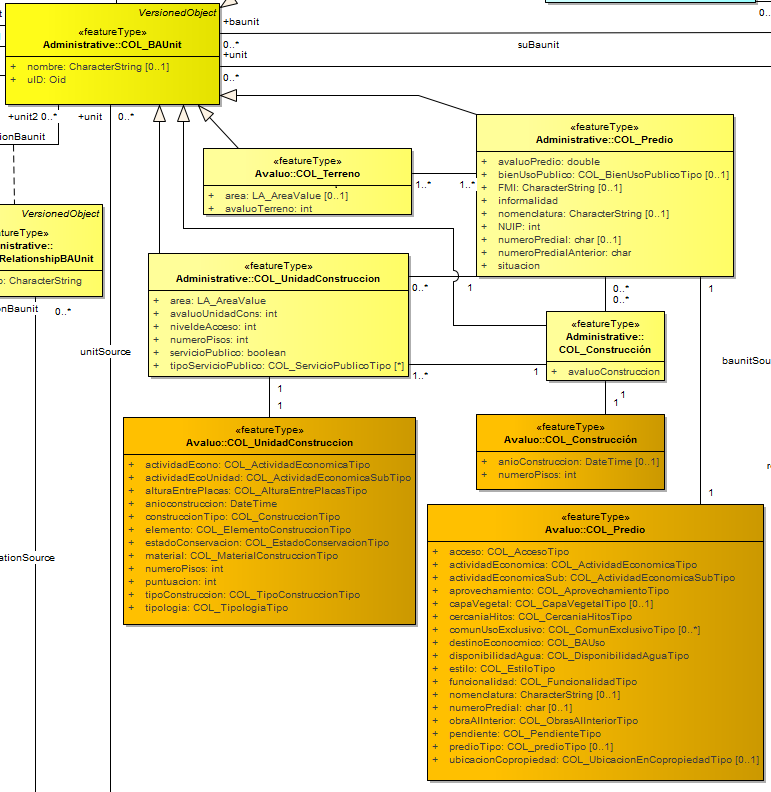 VersionedObject
«featureType»
Administrative::COL_BAUnit
+ nombre: CharacterString [0..1]
+ uID: Oid
+baunit
0..*
+unit
0..*
suBaunit
0..
+unit2 0..*
+unit
0..*
ionBaunit
VersionedObject
atureType»
nistrative::
RelationshipBAUnit
o: CharacterString
onBaunit
0..*
unitSource
ationSource
«featureType»
Avaluo::COL_Terreno
+ area: LA_AreaValue [0..1]
+ avaluoTerreno: int
1..*
1..*
«featureType»
Administrative::COL_Predio
+ avaluoPredio: double
+ bienUsoPublico: COL_BienUsoPublicoTipo [0..1]
+ FMI: CharacterString [0..1]
+ informalidad
+ nomenclatura: CharacterString [0..1]
+ NUIP: int
+ numeroPredial: char [0..1]
+ numeroPredialAnterior: char
+ situacion
«featureType»
Administrative::COL_UnidadConstruccion
+ area: LA_AreaValue
+ avaluoUnidadCons: int
+ niveldeAcceso: int
+ numeroPisos: int
+ servicioPublico: boolean
+ tipoServicioPublico: COL_ServicioPublicoTipo [*]
0..*
1
0..*
0..*
1
«featureType»
Administrative::
COL_Construcción
+ avaluoConstruccion
1..*
1
1
1
1
1
baunitSou
re
«featureType»
Avaluo::COL_UnidadConstruccion
+ actividadEcono: COL_ActividadEconomicaTipo
+ actividadEcoUnidad: COL_ActividadEconomicaSubTipo
+ alturaEntrePlacas: COL_AlturaEntrePlacasTipo
+ anioconstruccion: DateTime
+ construccionTipo: COL_ConstruccionTipo
+ elemento: COL_ElementoConstruccionTipo
+ estadoConservacion: COL_EstadoConservacionTipo
+ material: COL_MaterialConstruccionTipo
+ numeroPisos: int
+ puntuacion: int
+ tipoConstruccion: COL_TipoConstruccionTipo
+ tipologia: COL_TipologiaTipo
«featureType»
Avaluo::COL_Construcción
+ anioConstruccion: DateTime [0..1]
+ numeroPisos: int
1
«featureType»
Avaluo::COL_Predio
+ acceso: COL_AccesoTipo
+ actividadEconomica: COL_ActividadEconomicaTipo
+ actividadEconomicaSub: COL_ActividadEconomicaSubTipo
+ aprovechamiento: COL_AprovechamientoTipo
+ capaVegetal: COL_CapaVegetalTipo [0..1]
+ cercaniaHitos: COL_CercaniaHitosTipo
+ comunUsoExclusivo: COL_ComunExclusivoTipo [0..*]
+ destinoEconocmico: COL_BAUso
+ disponibilidadAgua: COL_DisponibilidadAguaTipo
+ estilo: COL_EstiloTipo
+ funcionalidad: COL_FuncionalidadTipo
+ nomenclatura: CharacterString [0..1]
+ numeroPredial: char [0..1]
+ obraAlInterior: COL_ObrasAlInteriorTipo
+ pendiente: COL_PendienteTipo
+ predioTipo: COL_predioTipo [0..1]
+ ubicacionCopropiedad: COL_UbicacionEnCopropiedadTipo [0..1]